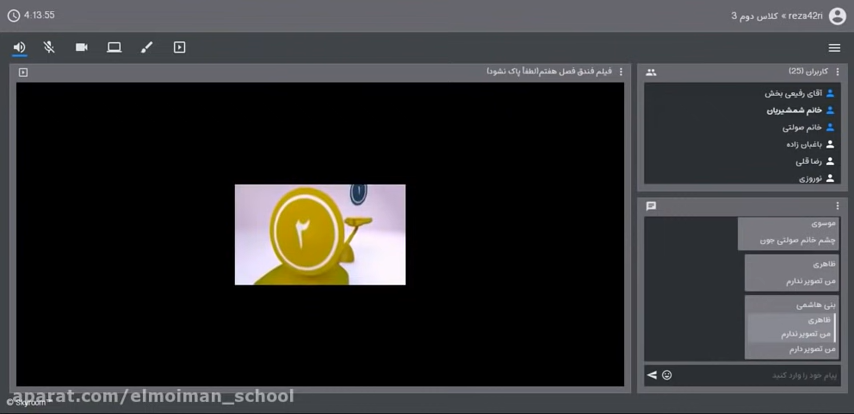 4:13:55
reza42ri » کلاس دوم 3
فیلم فندق فصل هفتم(لطفاً پاک نشود)
۱
۲
کاربران (25)
آقای رفیعی بخش
خانم شمشیریان
خانم صولتی
باغبان زاده
رضا قلی
نوروزی
موسوی
چشم خانم صولتی جون
طاهری
من تصویر ندارم
بنی هاشمی
طاهری
من تصویر ندارم
من تصویر دارم
پیام خود را وارد کنید
aparat.com/elmoiman_school
© Skyroom™